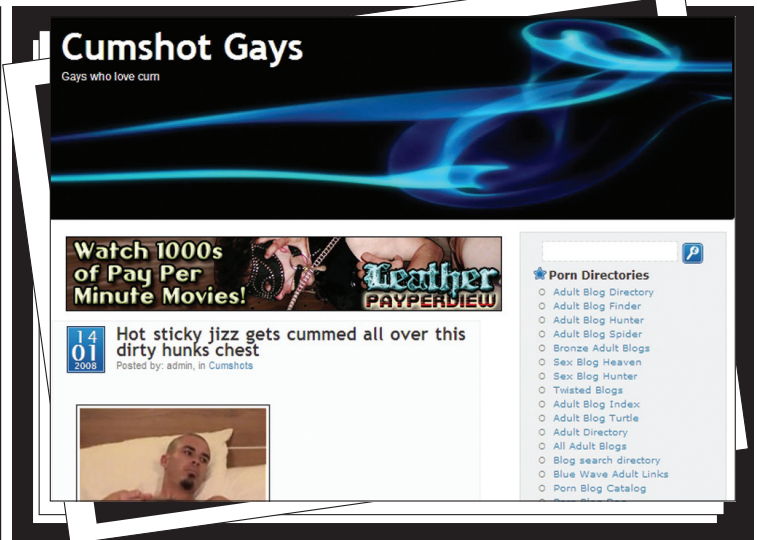 Cumshot Gays
Gays who love cum
Watch 1000s
of Pay Per
Minute Movies!
Leather
PAYPERVIEW
14
01
2008
Hot sticky jizz gets cummed all over this
dirty hunks chest
Posted by: admin, in Cumshots
Porn Directories
Adult Blog Directory
Adult Blog Finder
Adult Blog Hunter
Adult Blog Spider
Bronze Adult Blogs
Sex Blog Heaven
Sex Blog Hunter
Twisted Blogs
Adult Blog Index
Adult Blog Turtle
Adult Directory
All Adult Blogs
Blog search directory
Blue Wave Adult Links
Porn Blog Catalog